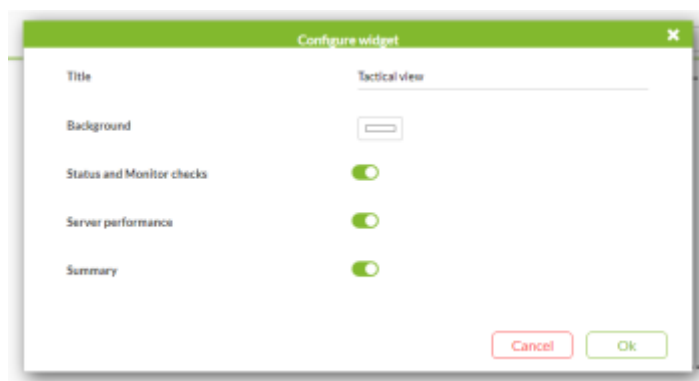 Configure widget
Title
Tactical view
Background
Status and Monitor checks
Server performance
Summary
Cancel
Ok